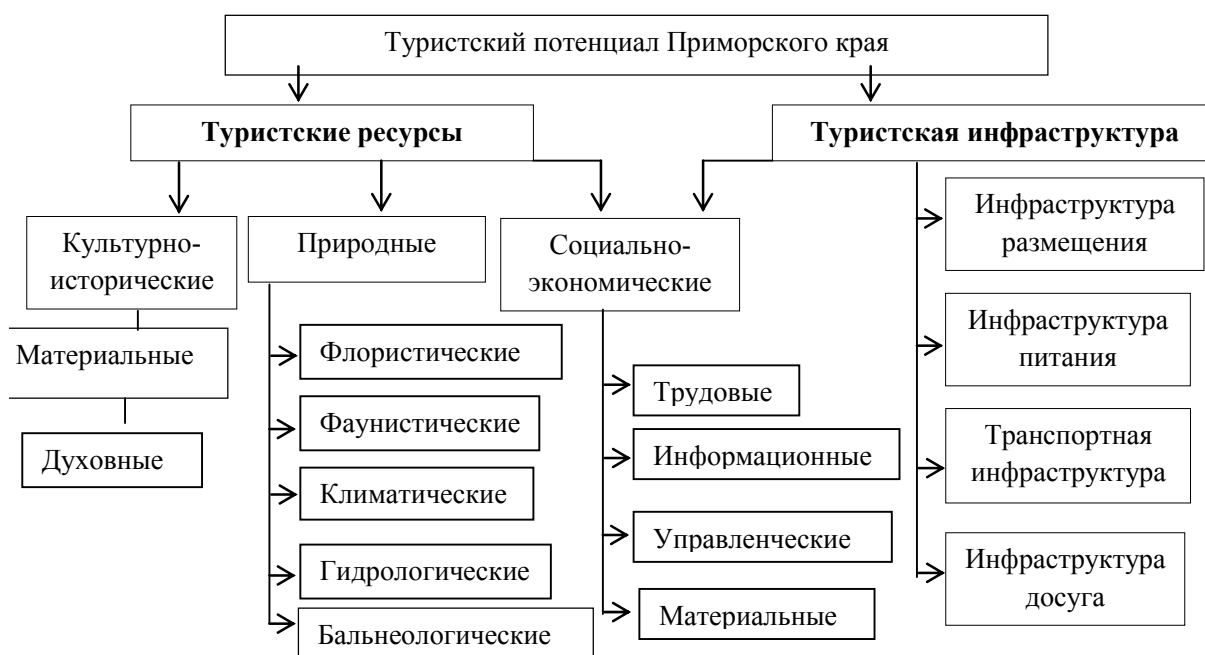 Туристский потенциал Приморского края
Туристские ресурсы
Туристская инфраструктура
Культурно-
исторические
Материальные
Духовные
Природные
Флористические
Фаунистические
Климатические
Гидрологические
Бальнеологические
Социально-
экономические
Трудовые
Информационные
Управленческие
Материальные
Инфраструктура
размещения
Инфраструктура
питания
Транспортная
инфраструктура
Инфраструктура
досуга